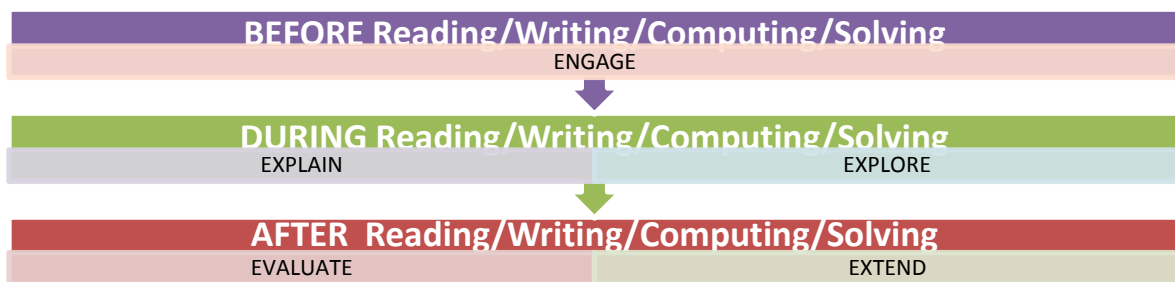 BEFORE Reading/Writing/Computing/Solving
ENGAGE
DURING Reading/Writing/Computing/Solving
EXPLAIN EXPLORE
AFTER Reading/Writing/Computing/Solving
EVALUATE EXTEND